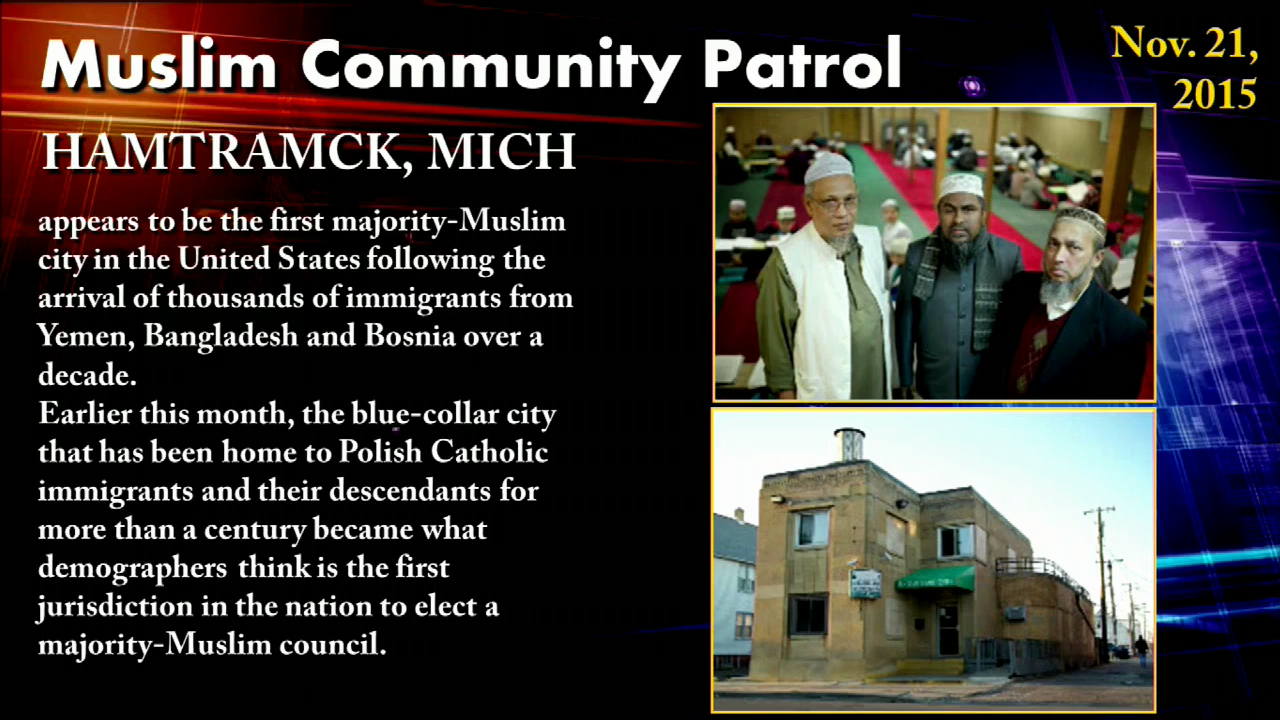 Muslim Community Patrol
Nov. 21,
2015
HAMTRAMCK, MICH
appears to be the first majority-Muslim
city in the United States following the
arrival of thousands of immigrants from
Yemen, Bangladesh and Bosnia over a
decade.
Earlier this month, the blue-collar city
that has been home to Polish Catholic
immigrants and their descendants for
more than a century became what
demographers think is the first
jurisdiction in the nation to elect a
majority-Muslim council.